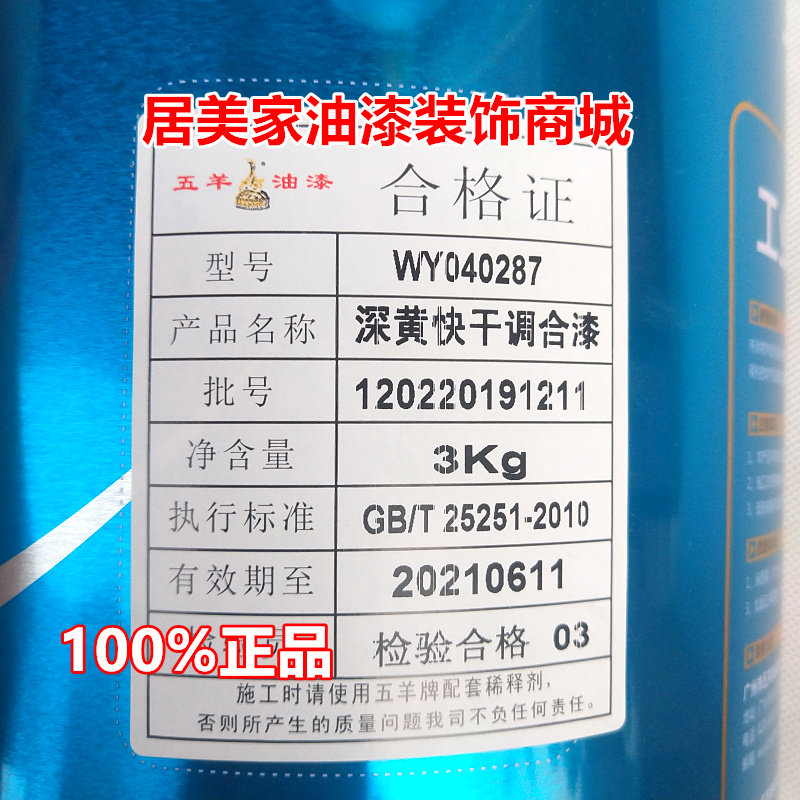 居美家油漆装饰商城
五羊 油漆 合格证
型号 WY040287
产品名称 深黄快干调合漆
批号 120220191211
净含量 3Kg
执行标准 GB/T 25251-2010
有效期至 20210611
检验合格 03
100%正品
施工时请使用五羊牌配套稀释剂,
否则所产生的质量问题我司不负任何责任。